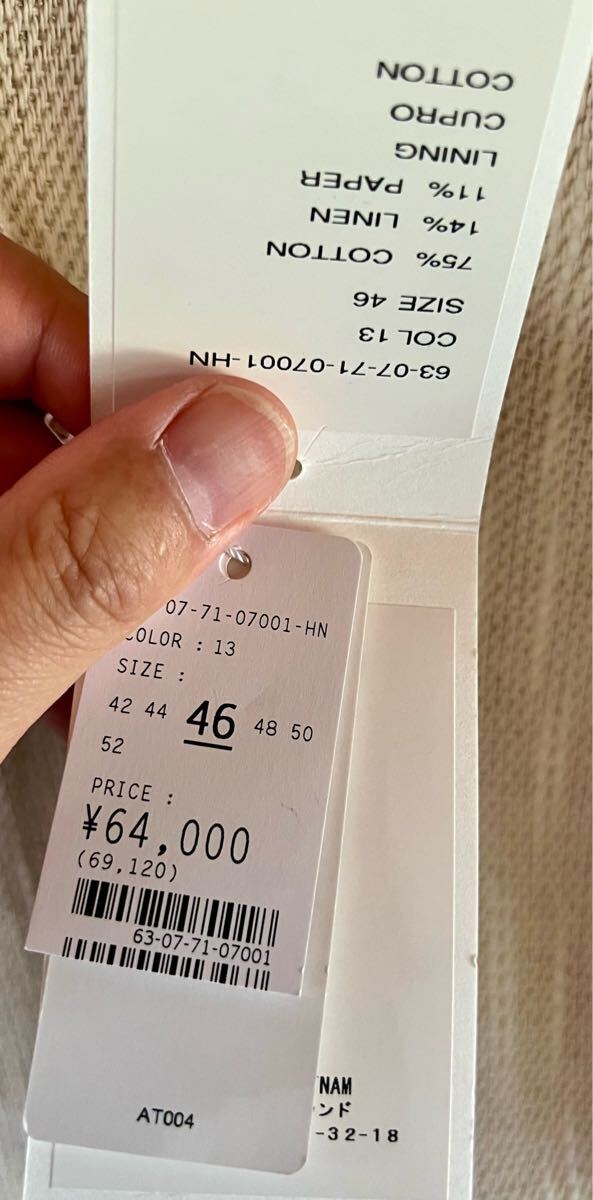 63-07-71-07001-HN
COL 13
SIZE 46
75% COTTON
14% LINEN
11% PAPER
LINING
CUPRO
COTTON
07-71-07001-HN
COLOR : 13
SIZE :
42 44 46 48 50
52
PRICE :
¥64,000
(69,120)
63-07-71-07001
AT004
TNAM
ンド
-32-18